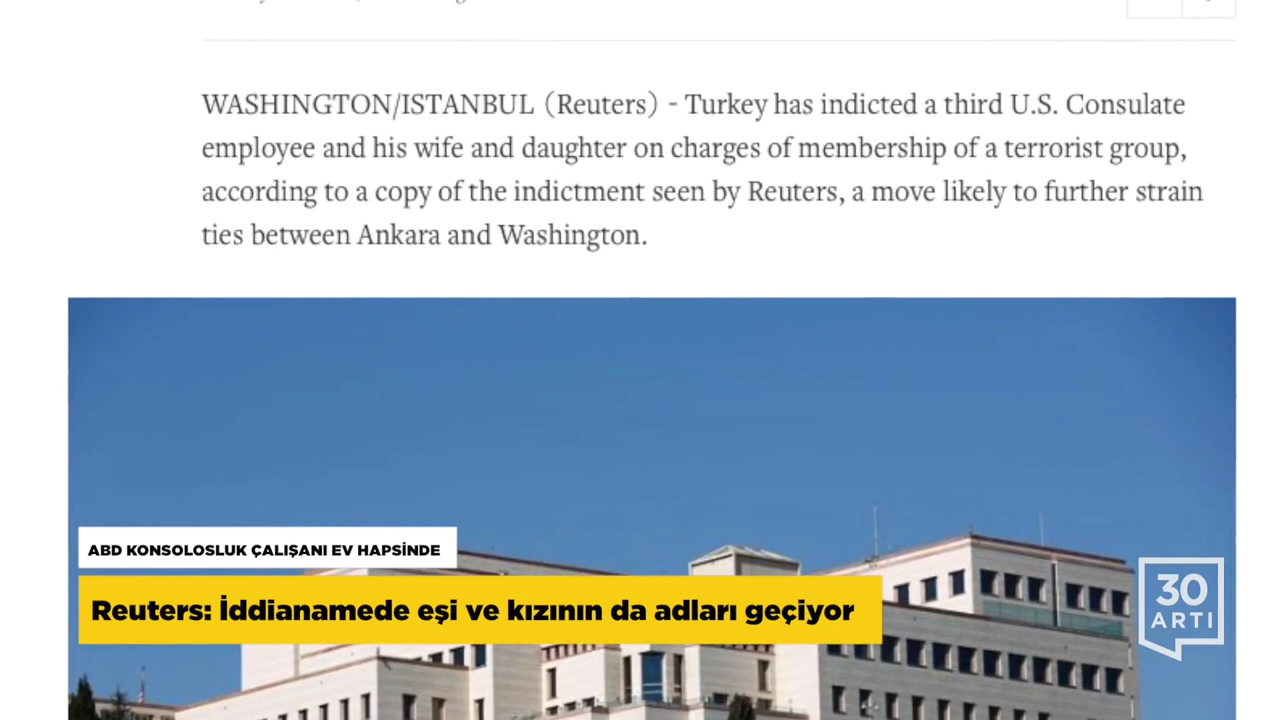 WASHINGTON/ISTANBUL (Reuters) - Turkey has indicted a third U.S. Consulate
employee and his wife and daughter on charges of membership of a terrorist group,
according to a copy of the indictment seen by Reuters, a move likely to further strain
ties between Ankara and Washington.
ABD KONSOLOSLUK ÇALIŞANI EV HAPSİNDE
Reuters: İddianamede eşi ve kızının da adları geçiyor
30
ARTI